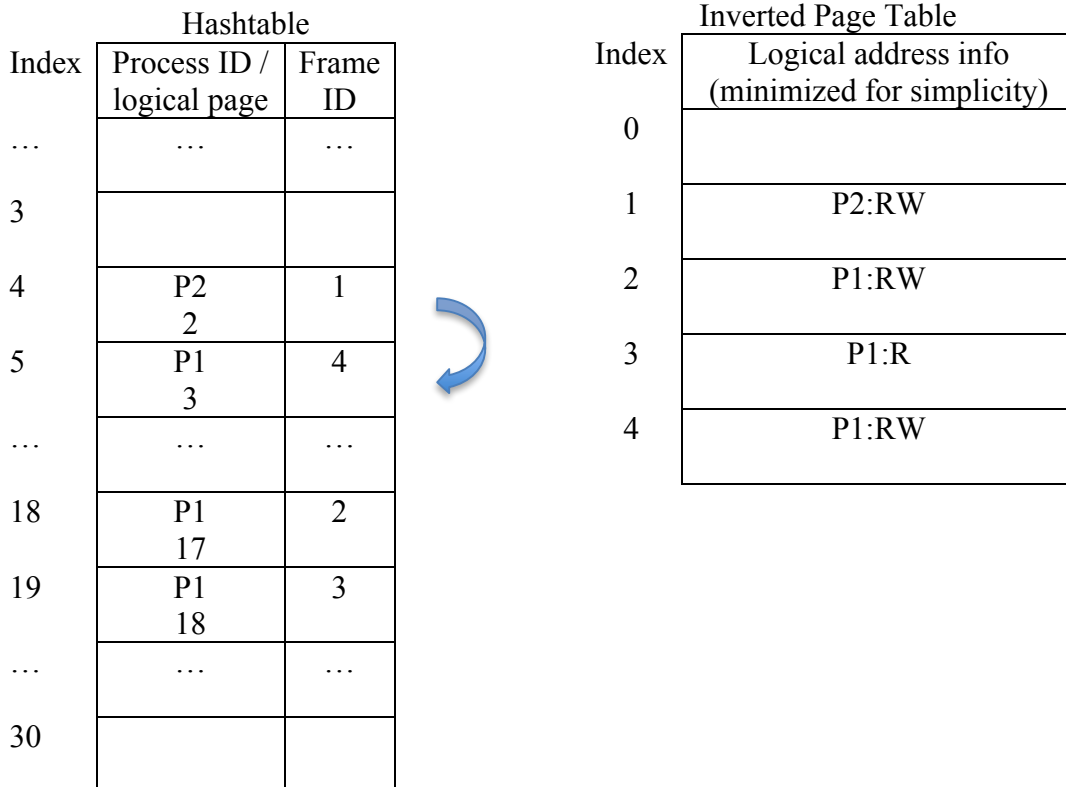 Hashtable
Index Process ID / Frame
logical page ID
… … …
3
4 P2 1
2
5 P1 4
3
… … …
18 P1 2
17
19 P1 3
18
… … …
30
Inverted Page Table
Index Logical address info
(minimized for simplicity)
0
1 P2:RW
2 P1:RW
3 P1:R
4 P1:RW